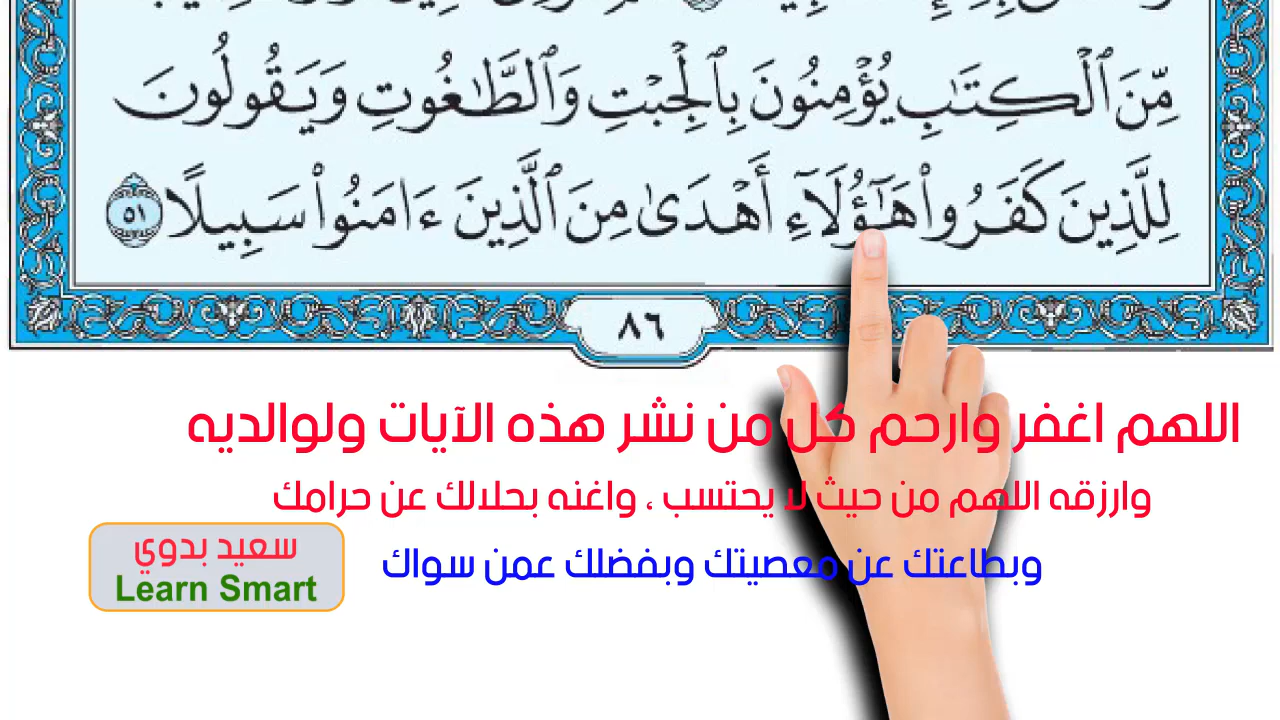 مِّنَ ٱلْكِتَٰبِ يُؤْمِنُونَ بِٱلْجِبْتِ وَٱلطَّٰغُوتِ وَيَقُولُونَ
لِلَّذِينَ كَفَرُوا۟ هَٰٓؤُلَآءِ أَهْدَىٰ مِنَ ٱلَّذِينَ ءَامَنُوا۟ سَبِيلًا ٥١
٨٦
اللهم اغفر وارحم كل من نشر هذه الآيات ولوالديه
وارزقه اللهم من حيث لا يحتسب ، واغنه بحلالك عن حرامك
وبطاعتك عن معصيتك وبفضلك عمن سواك
سعيد بدوي
Learn Smart